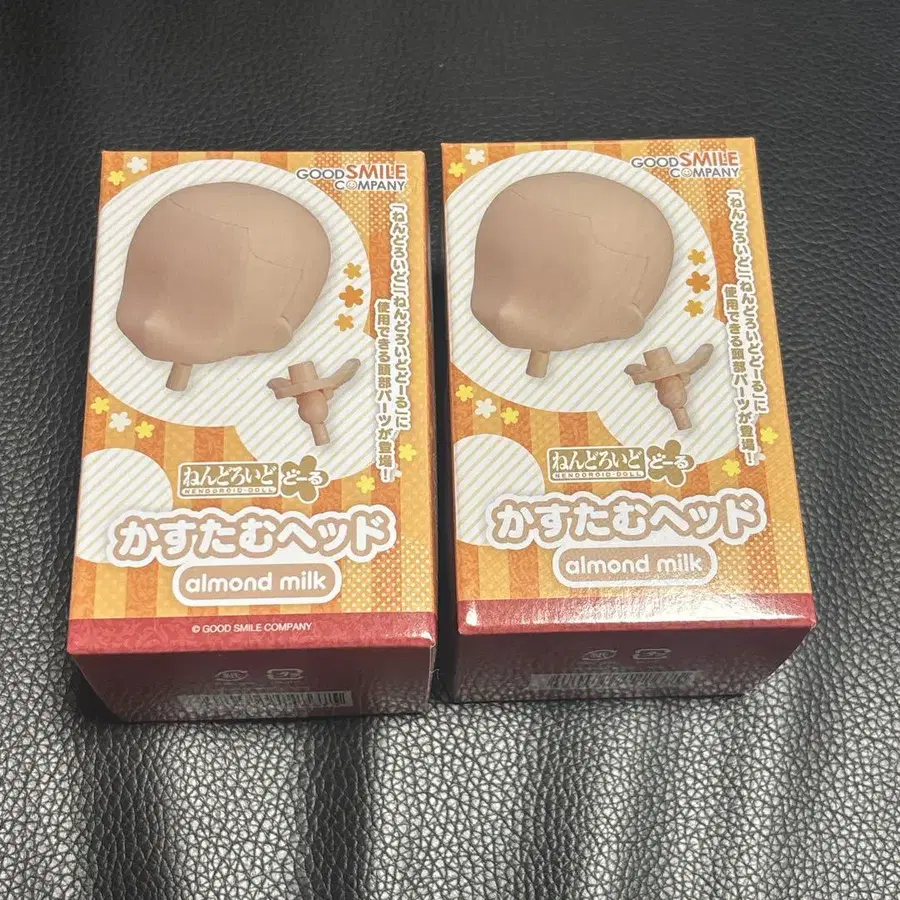 GOOD SMILE
COMPANY
「ねんどろいど」「ねんどろいどどーる」に
使用できる頭部パーツが登場！
ねんどろいど
どーる
NENDOROID-DOLL
かすたむヘッド
almond milk
© GOOD SMILE COMPANY
GOOD SMILE
COMPANY
「ねんどろいど」「ねんどろいどどーる」に
使用できる頭部パーツが登場！
ねんどろいど
どーる
NENDOROID-DOLL
かすたむヘッド
almond milk